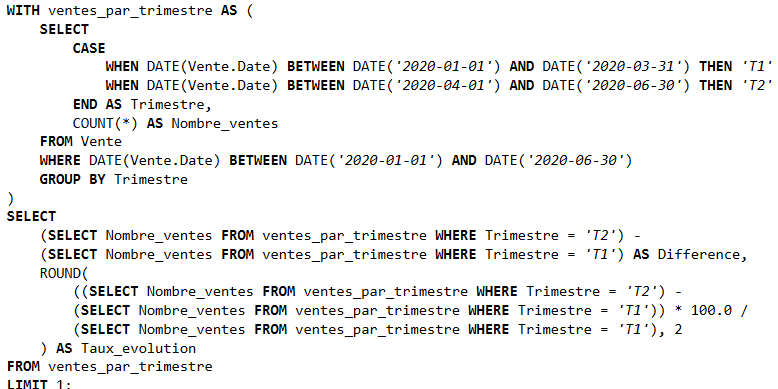 WITH ventes_par_trimestre AS (
    SELECT
        CASE
            WHEN DATE(Vente.Date) BETWEEN DATE('2020-01-01') AND DATE('2020-03-31') THEN 'T1'
            WHEN DATE(Vente.Date) BETWEEN DATE('2020-04-01') AND DATE('2020-06-30') THEN 'T2'
        END AS Trimestre,
        COUNT(*) AS Nombre_ventes
    FROM Vente
    WHERE DATE(Vente.Date) BETWEEN DATE('2020-01-01') AND DATE('2020-06-30')
    GROUP BY Trimestre
)
SELECT
    (SELECT Nombre_ventes FROM ventes_par_trimestre WHERE Trimestre = 'T2') -
    (SELECT Nombre_ventes FROM ventes_par_trimestre WHERE Trimestre = 'T1') AS Difference,
    ROUND(
        ((SELECT Nombre_ventes FROM ventes_par_trimestre WHERE Trimestre = 'T2') -
        (SELECT Nombre_ventes FROM ventes_par_trimestre WHERE Trimestre = 'T1')) * 100.0 /
        (SELECT Nombre_ventes FROM ventes_par_trimestre WHERE Trimestre = 'T1'), 2
    ) AS Taux_evolution
FROM ventes_par_trimestre
LIMIT 1;